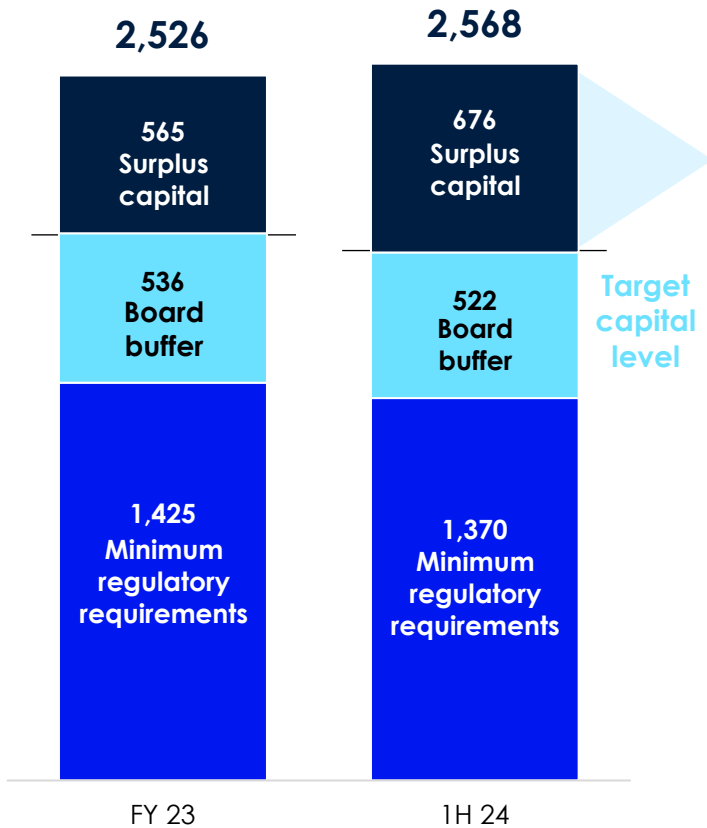 2,526
565
Surplus
capital
536
Board
buffer
1,425
Minimum
regulatory
requirements
FY 23
2,568
676
Surplus
capital
522
Board
buffer
1,370
Minimum
regulatory
requirements
1H 24
Target
capital
level